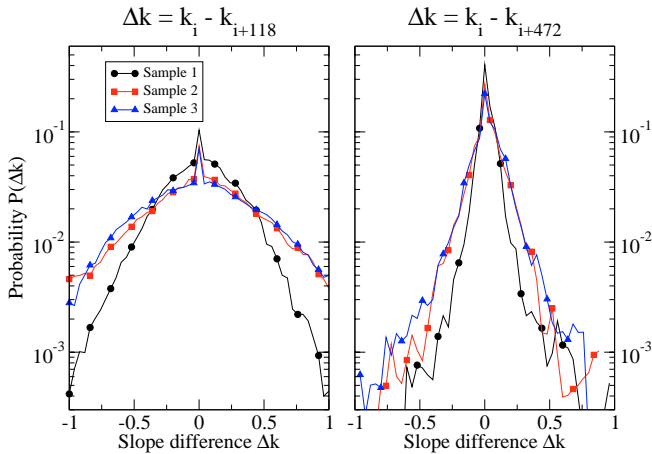 Δk = k_i - k_{i+118}
Δk = k_i - k_{i+472}
Sample 1
Sample 2
Sample 3
Probability P(Δk)
10^{-1}
10^{-2}
10^{-3}
10^{-1}
10^{-2}
10^{-3}
-1 -0.5 0 0.5 1
-1 -0.5 0 0.5 1
Slope difference Δk
Slope difference Δk